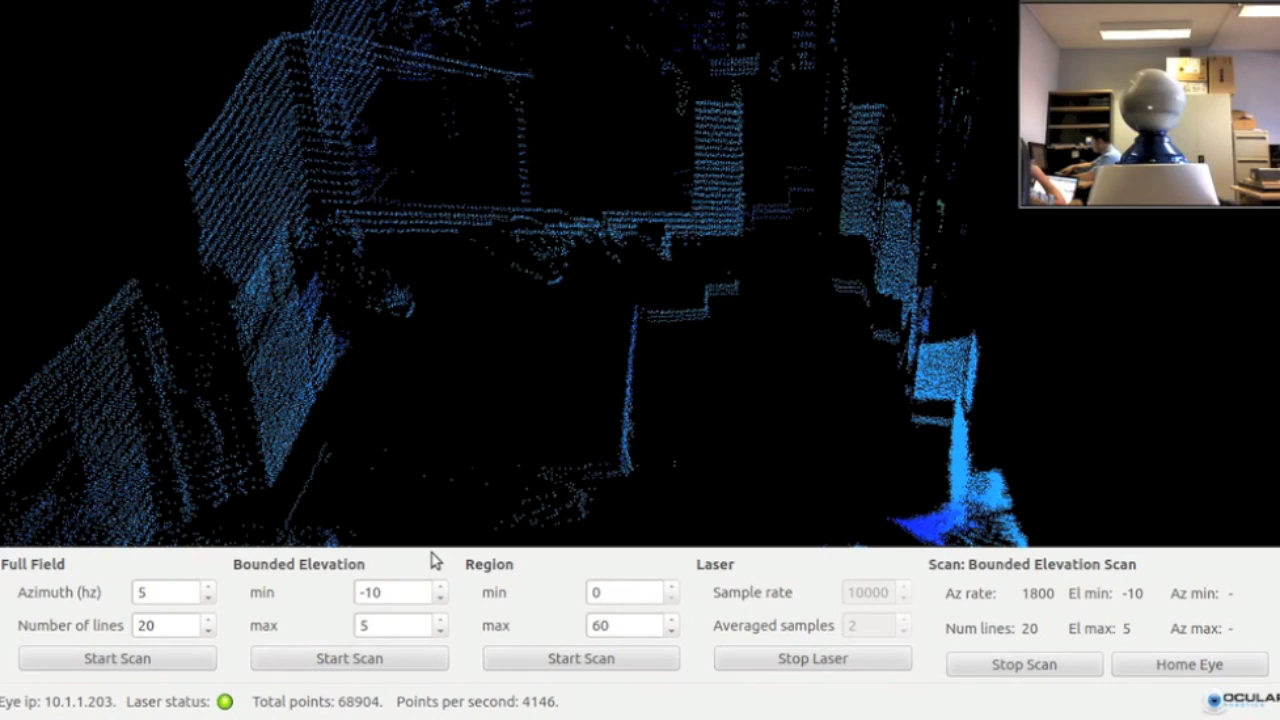 Full Field Bounded Elevation Region Laser Scan: Bounded Elevation Scan
Azimuth (hz) 5 min -10 min 0 Sample rate 10000 Az rate: 1800 El min: -10 Az min: -
Number of lines 20 max 5 max 60 Averaged samples 2 Num lines: 20 El max: 5 Az max: -
Start Scan Start Scan Start Scan Stop Laser Stop Scan Home Eye
Eye ip: 10.1.1.203. Laser status: Total points: 68904. Points per second: 4146.
OCULAR
ROBOTICS